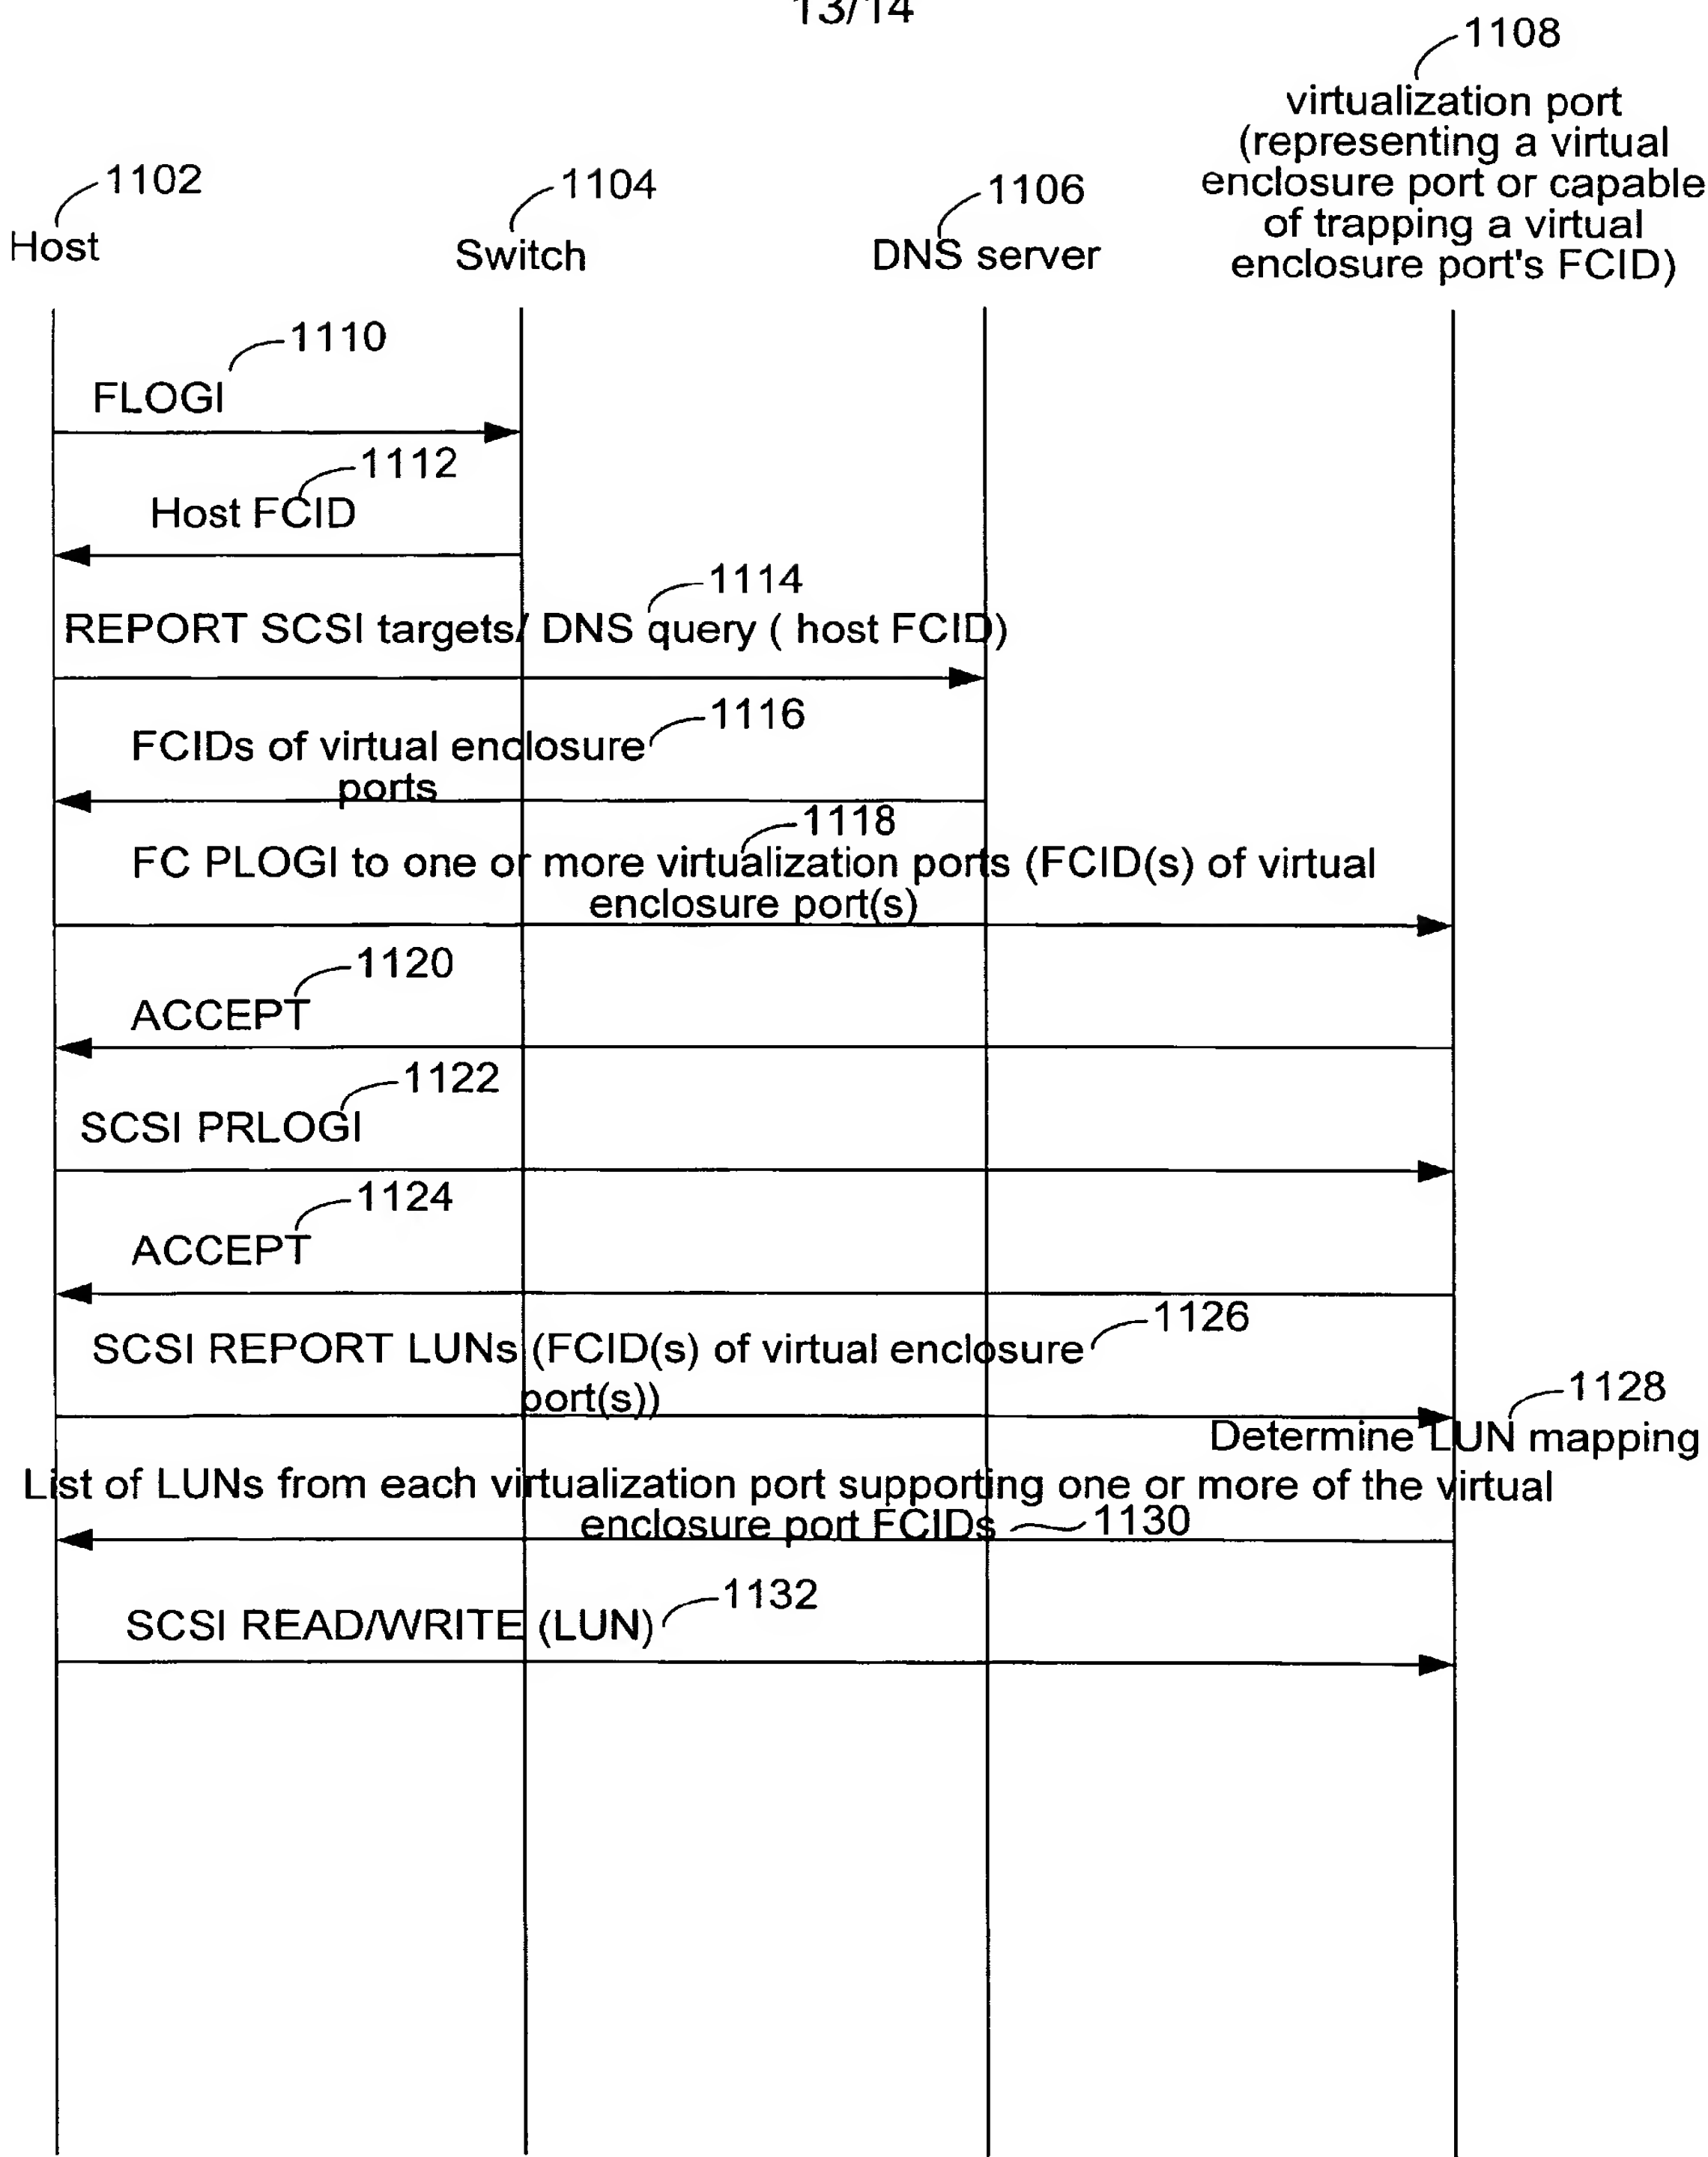 13/14
1108
virtualization port
(representing a virtual
enclosure port or capable
of trapping a virtual
enclosure port's FCID)
1102
Host
1104
Switch
1106
DNS server
1110
FLOGI
1112
Host FCID
1114
REPORT SCSI targets/ DNS query ( host FCID)
1116
FCIDs of virtual enclosure
ports
1118
FC PLOGI to one or more virtualization ports (FCID(s) of virtual
enclosure port(s)
1120
ACCEPT
1122
SCSI PRLOGI
1124
ACCEPT
1126
SCSI REPORT LUNs (FCID(s) of virtual enclosure
port(s))
1128
Determine LUN mapping
List of LUNs from each virtualization port supporting one or more of the virtual
enclosure port FCIDs 1130
1132
SCSI READ/WRITE (LUN)